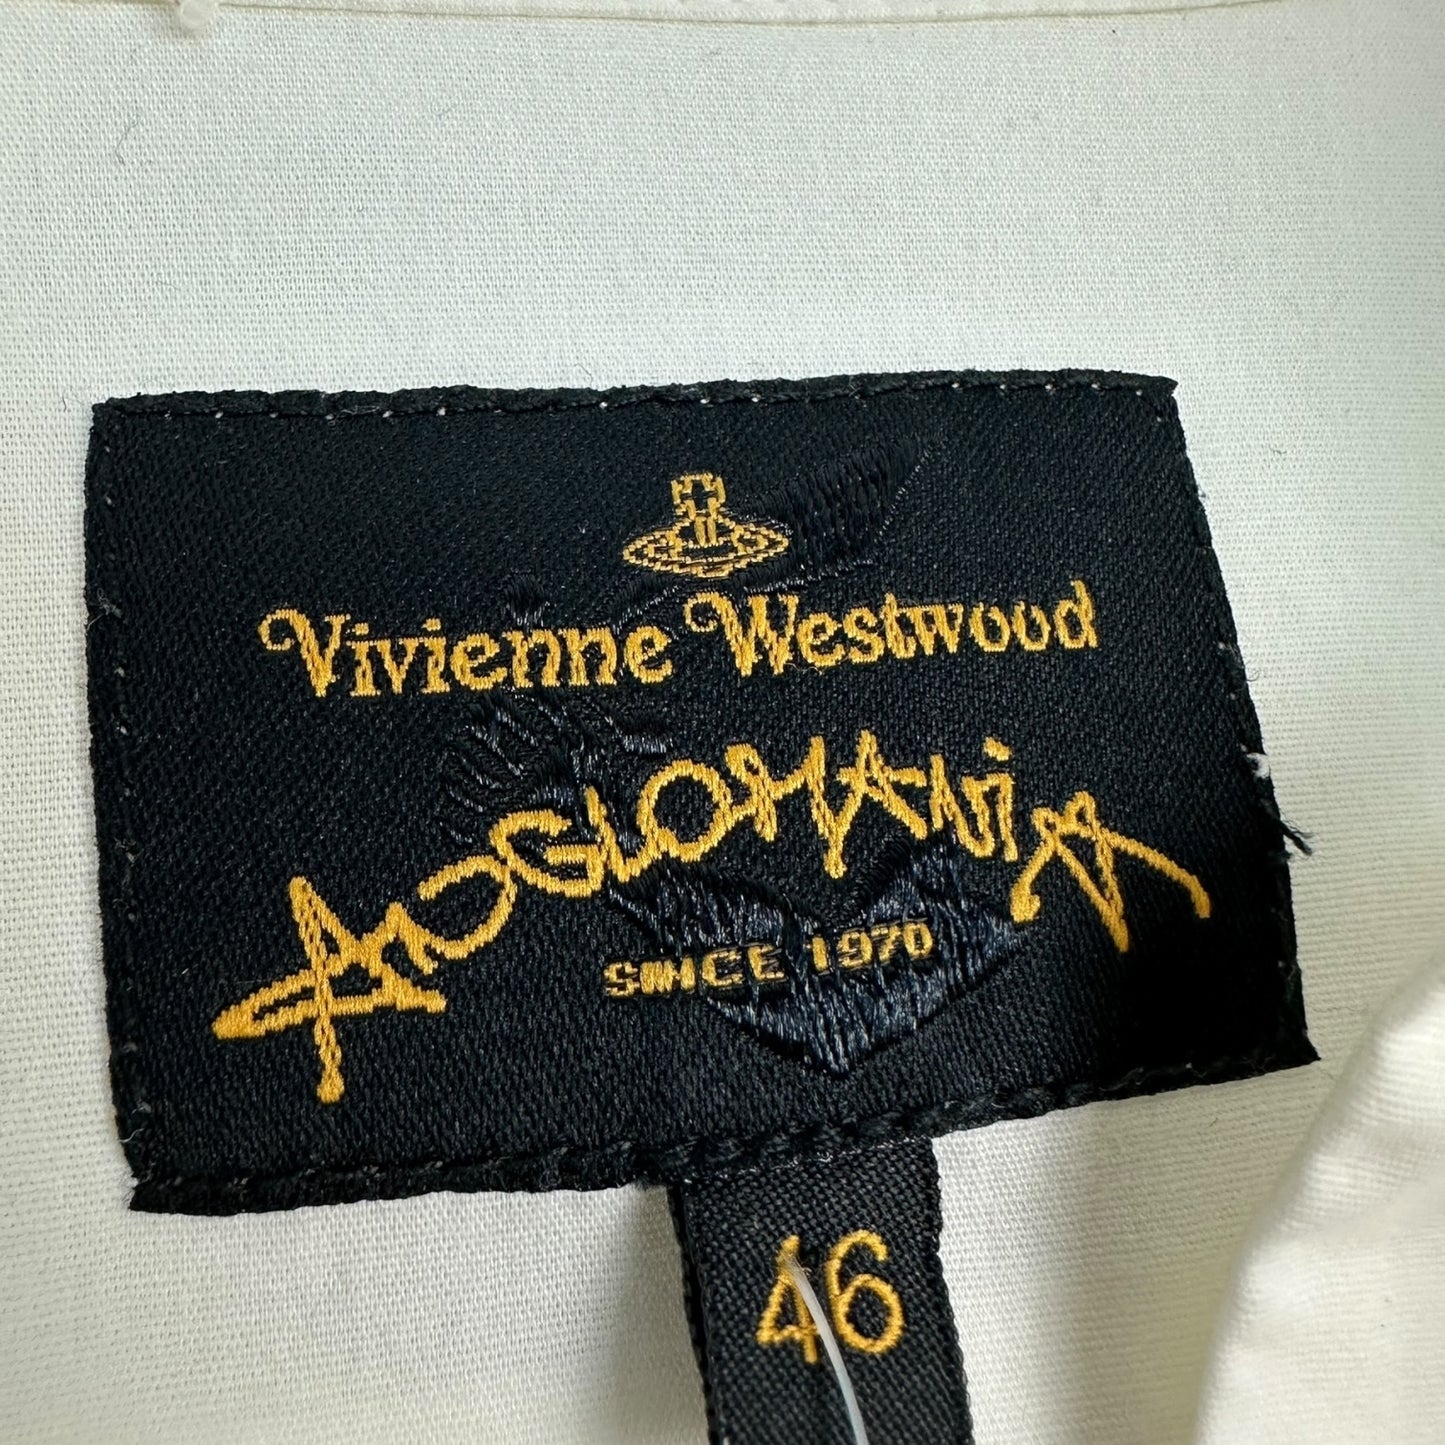 Vivienne Westwood
ANGLOMANiA
SINCE 1970
46